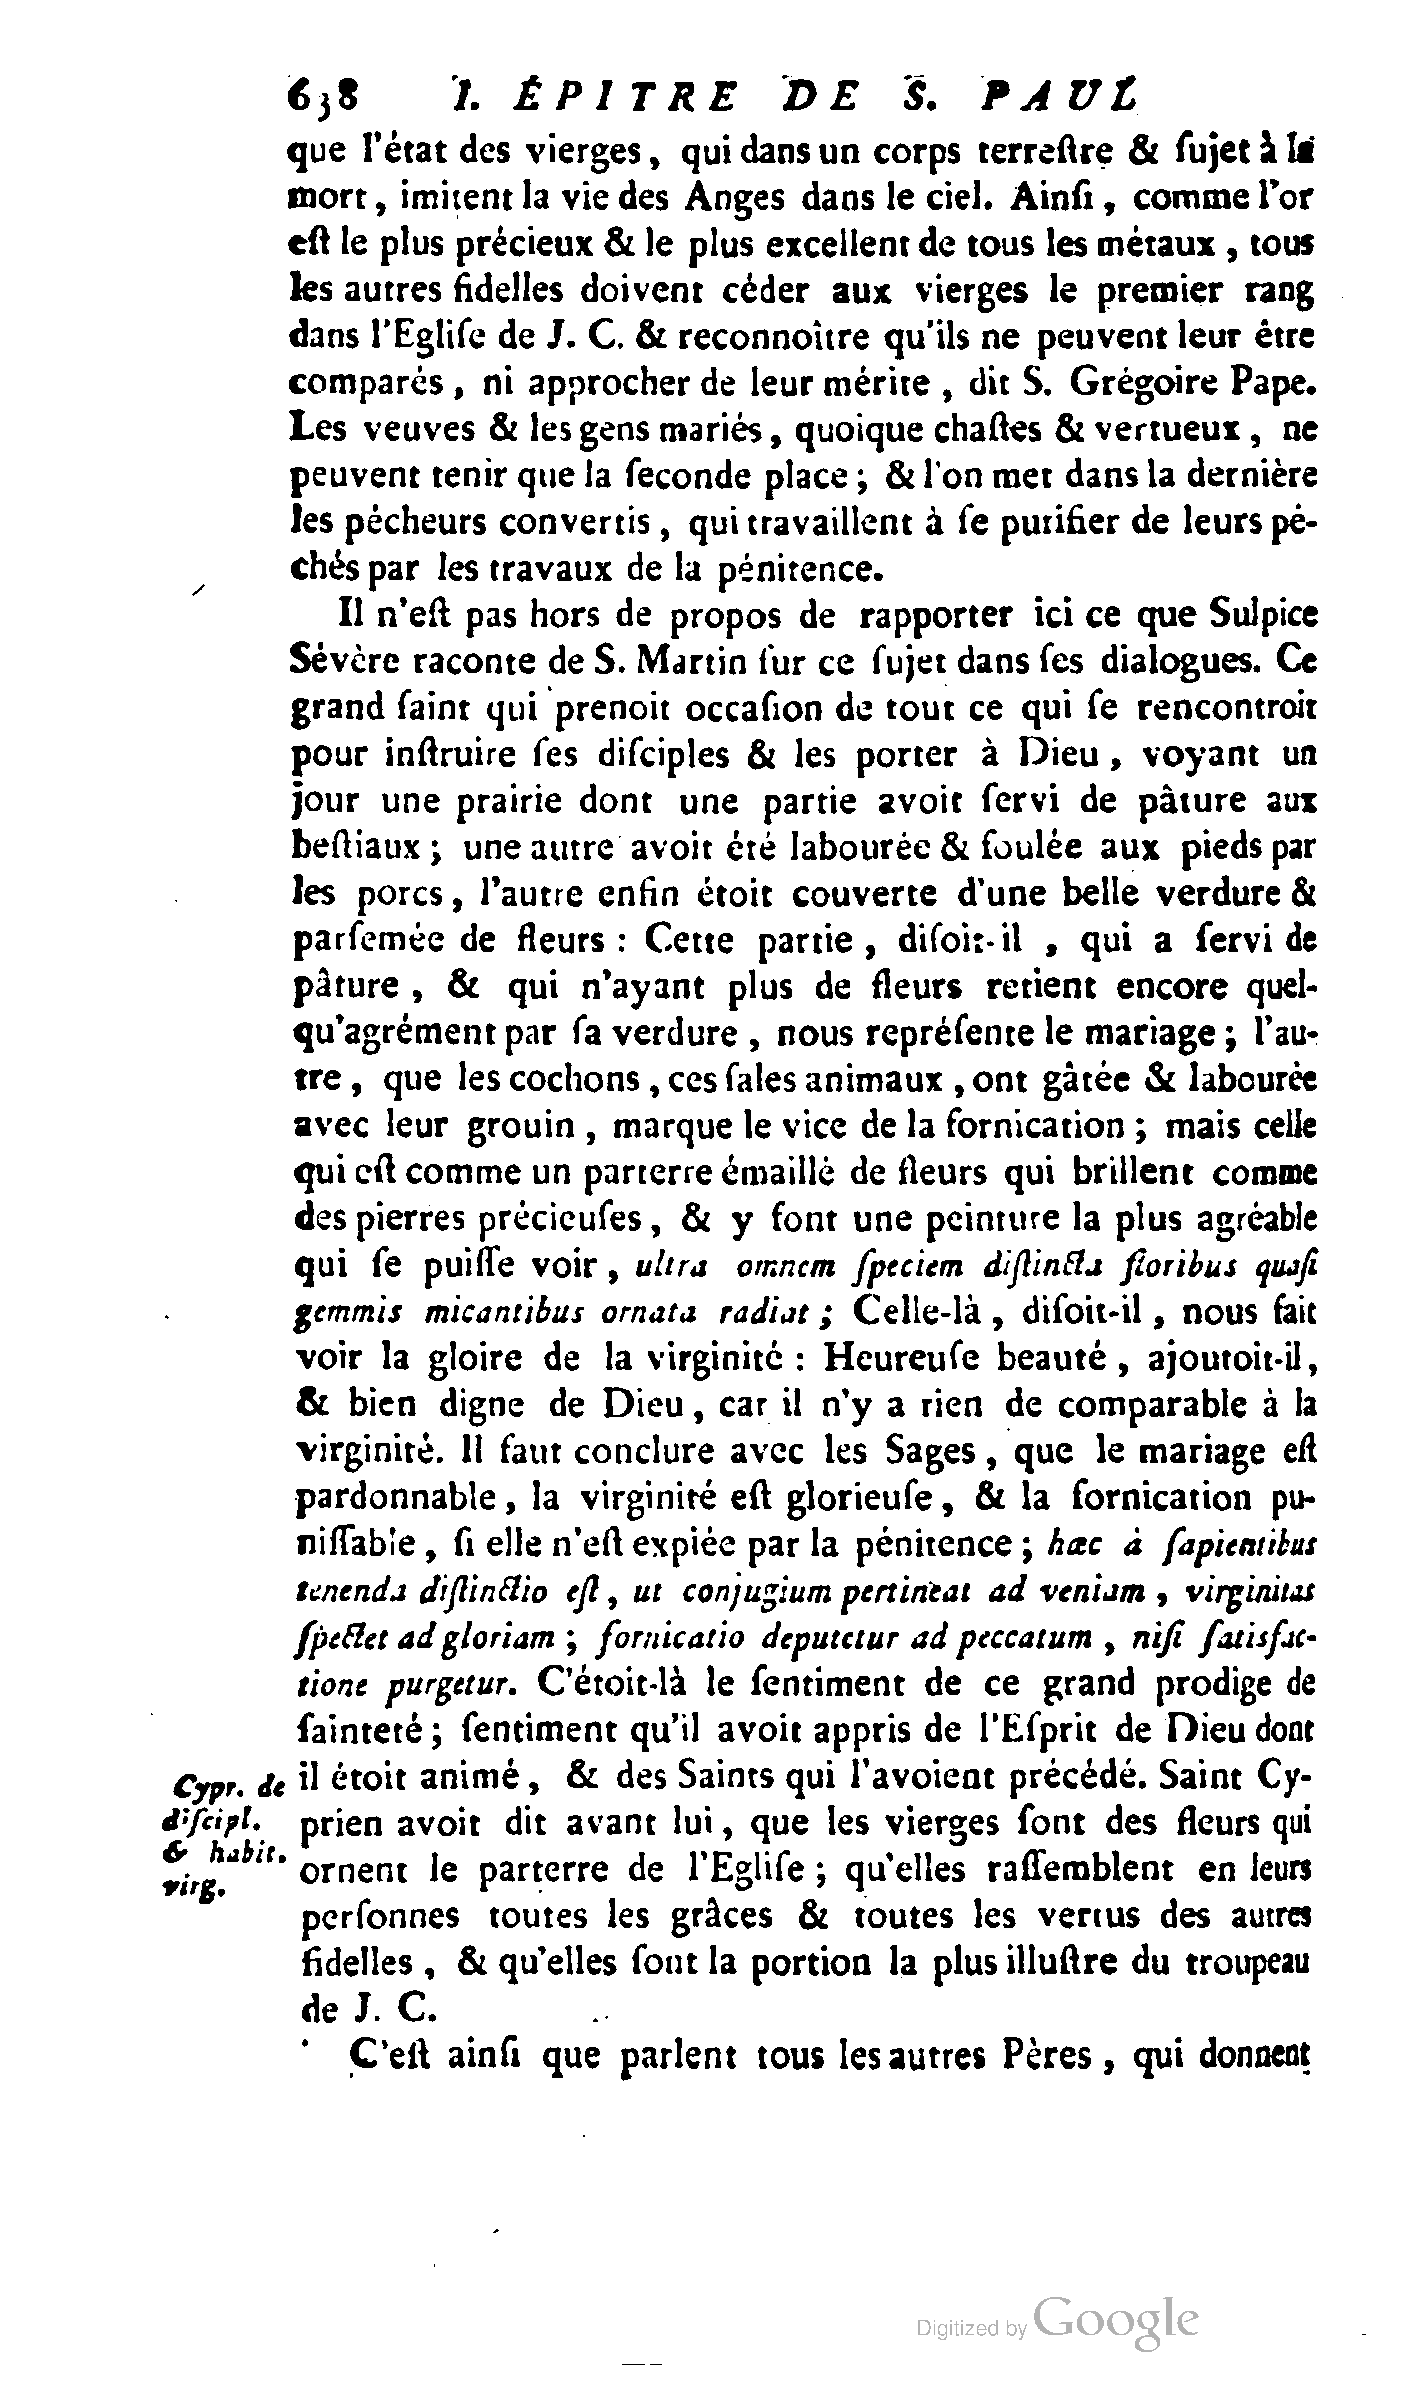 638 I. ÉPITRE DE S. PAUL
que l'état des vierges, qui dans un corps terreſtre & ſujet à la
mort, imitent la vie des Anges dans le ciel. Ainſi, comme l'or
eſt le plus précieux & le plus excellent de tous les métaux, tous
les autres fidelles doivent céder aux vierges le premier rang
dans l'Egliſe de J. C. & reconnoître qu'ils ne peuvent leur être
comparés, ni approcher de leur mérite, dit S. Grégoire Pape.
Les veuves & les gens mariés, quoique chaſtes & vertueux, ne
peuvent tenir que la ſeconde place; & l'on met dans la dernière
les pécheurs convertis, qui travaillent à ſe purifier de leurs pé-
chés par les travaux de la pénitence.
Il n'eſt pas hors de propos de rapporter ici ce que Sulpice
Sévère raconte de S. Martin ſur ce ſujet dans ſes dialogues. Ce
grand ſaint qui prenoit occaſion de tout ce qui ſe rencontroit
pour inſtruire ſes diſciples & les porter à Dieu, voyant un
jour une prairie dont une partie avoit ſervi de pâture aux
beſtiaux; une autre avoit été labourée & foulée aux pieds par
les porcs, l'autre enfin étoit couverte d'une belle verdure &
parſemée de fleurs : Cette partie, diſoit-il, qui a ſervi de
pâture, & qui n'ayant plus de fleurs retient encore quel-
qu'agrément par ſa verdure, nous repréſente le mariage; l'au-
tre, que les cochons, ces ſales animaux, ont gâtée & labourée
avec leur grouin, marque le vice de la fornication; mais celle
qui eſt comme un parterre émaillé de fleurs qui brillent comme
des pierres précieuſes, & y font une peinture la plus agréable
qui ſe puiſſe voir, ultra omnem ſpeciem diſtincta floribus quaſi
gemmis micantibus ornata radiat; Celle-là, diſoit-il, nous fait
voir la gloire de la virginité : Heureuſe beauté, ajoutoit-il,
& bien digne de Dieu, car il n'y a rien de comparable à la
virginité. Il faut conclure avec les Sages, que le mariage eſt
pardonnable, la virginité eſt glorieuſe, & la fornication pu-
niſſable, ſi elle n'eſt expiée par la pénitence; hæc à ſapientibus
tenenda diſtinctio eſt, ut conjugium pertineat ad veniam, virginitas
ſpectet ad gloriam; fornicatio deputetur ad peccatum, niſi ſatisfac-
tione purgetur. C'étoit-là le ſentiment de ce grand prodige de
ſainteté; ſentiment qu'il avoit appris de l'Eſprit de Dieu dont
il étoit animé, & des Saints qui l'avoient précédé. Saint Cy-
prien avoit dit avant lui, que les vierges ſont des fleurs qui
ornent le parterre de l'Egliſe; qu'elles raſſemblent en leurs
perſonnes toutes les grâces & toutes les vertus des autres
fidelles, & qu'elles ſont la portion la plus illuſtre du troupeau
de J. C.
C'eſt ainſi que parlent tous les autres Pères, qui donnent
Cypr. de
diſcipl.
& habit.
virg.
Digitized by Google